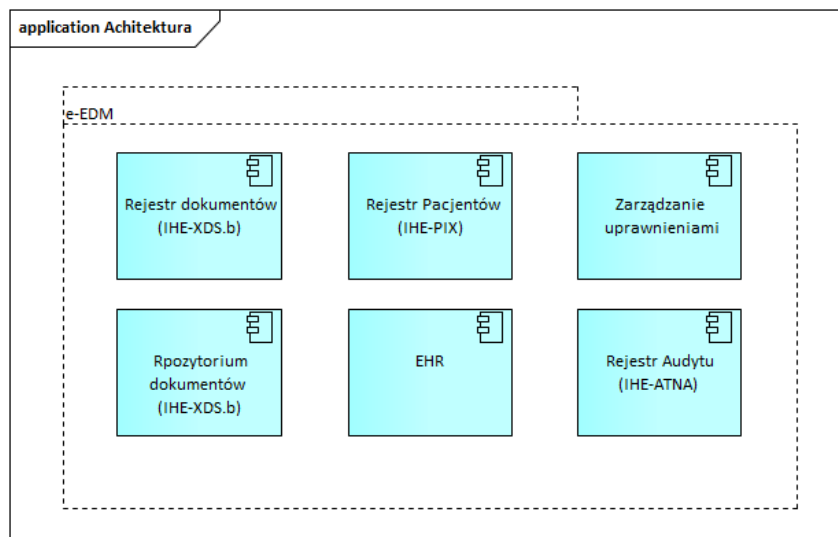 application Achitektura
e-EDM
Rejestr dokumentów
(IHE-XDS.b)
Rejestr Pacjentów
(IHE-PIX)
Zarządzanie
uprawnieniami
Rpozytorium
dokumentów
(IHE-XDS.b)
EHR
Rejestr Audytu
(IHE-ATNA)